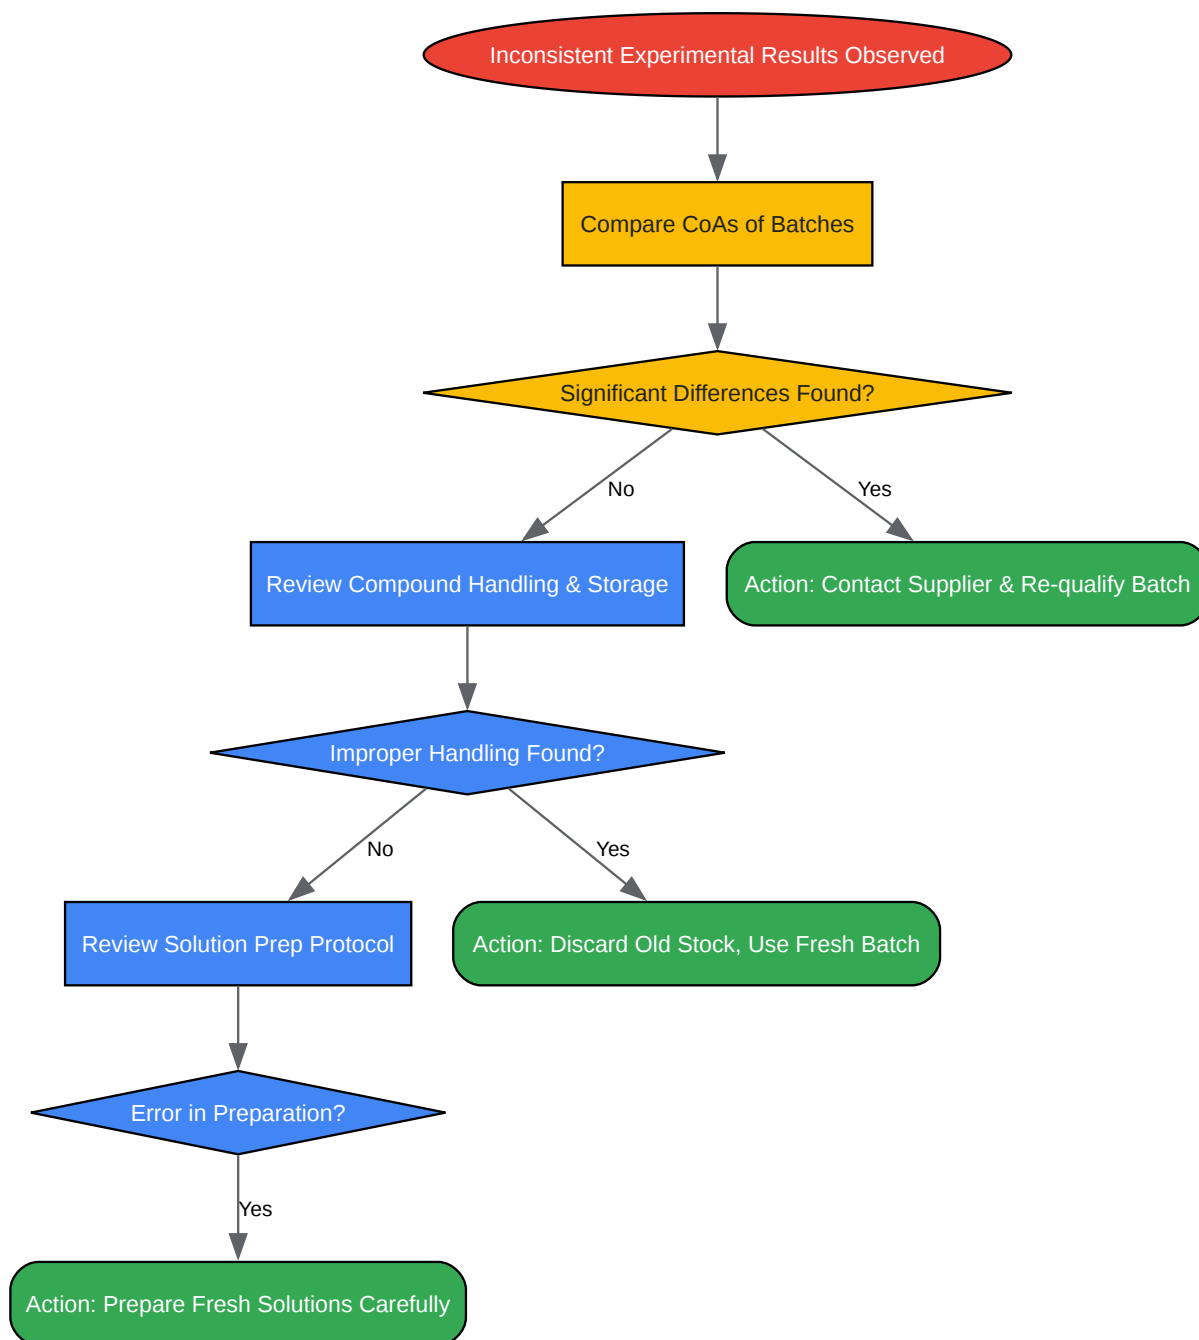 Inconsistent Experimental Results Observed
Compare CoAs of Batches
Significant Differences Found?
No
Yes
Review Compound Handling & Storage
Action: Contact Supplier & Re-qualify Batch
Improper Handling Found?
No
Yes
Review Solution Prep Protocol
Action: Discard Old Stock, Use Fresh Batch
Error in Preparation?
Yes
Action: Prepare Fresh Solutions Carefully